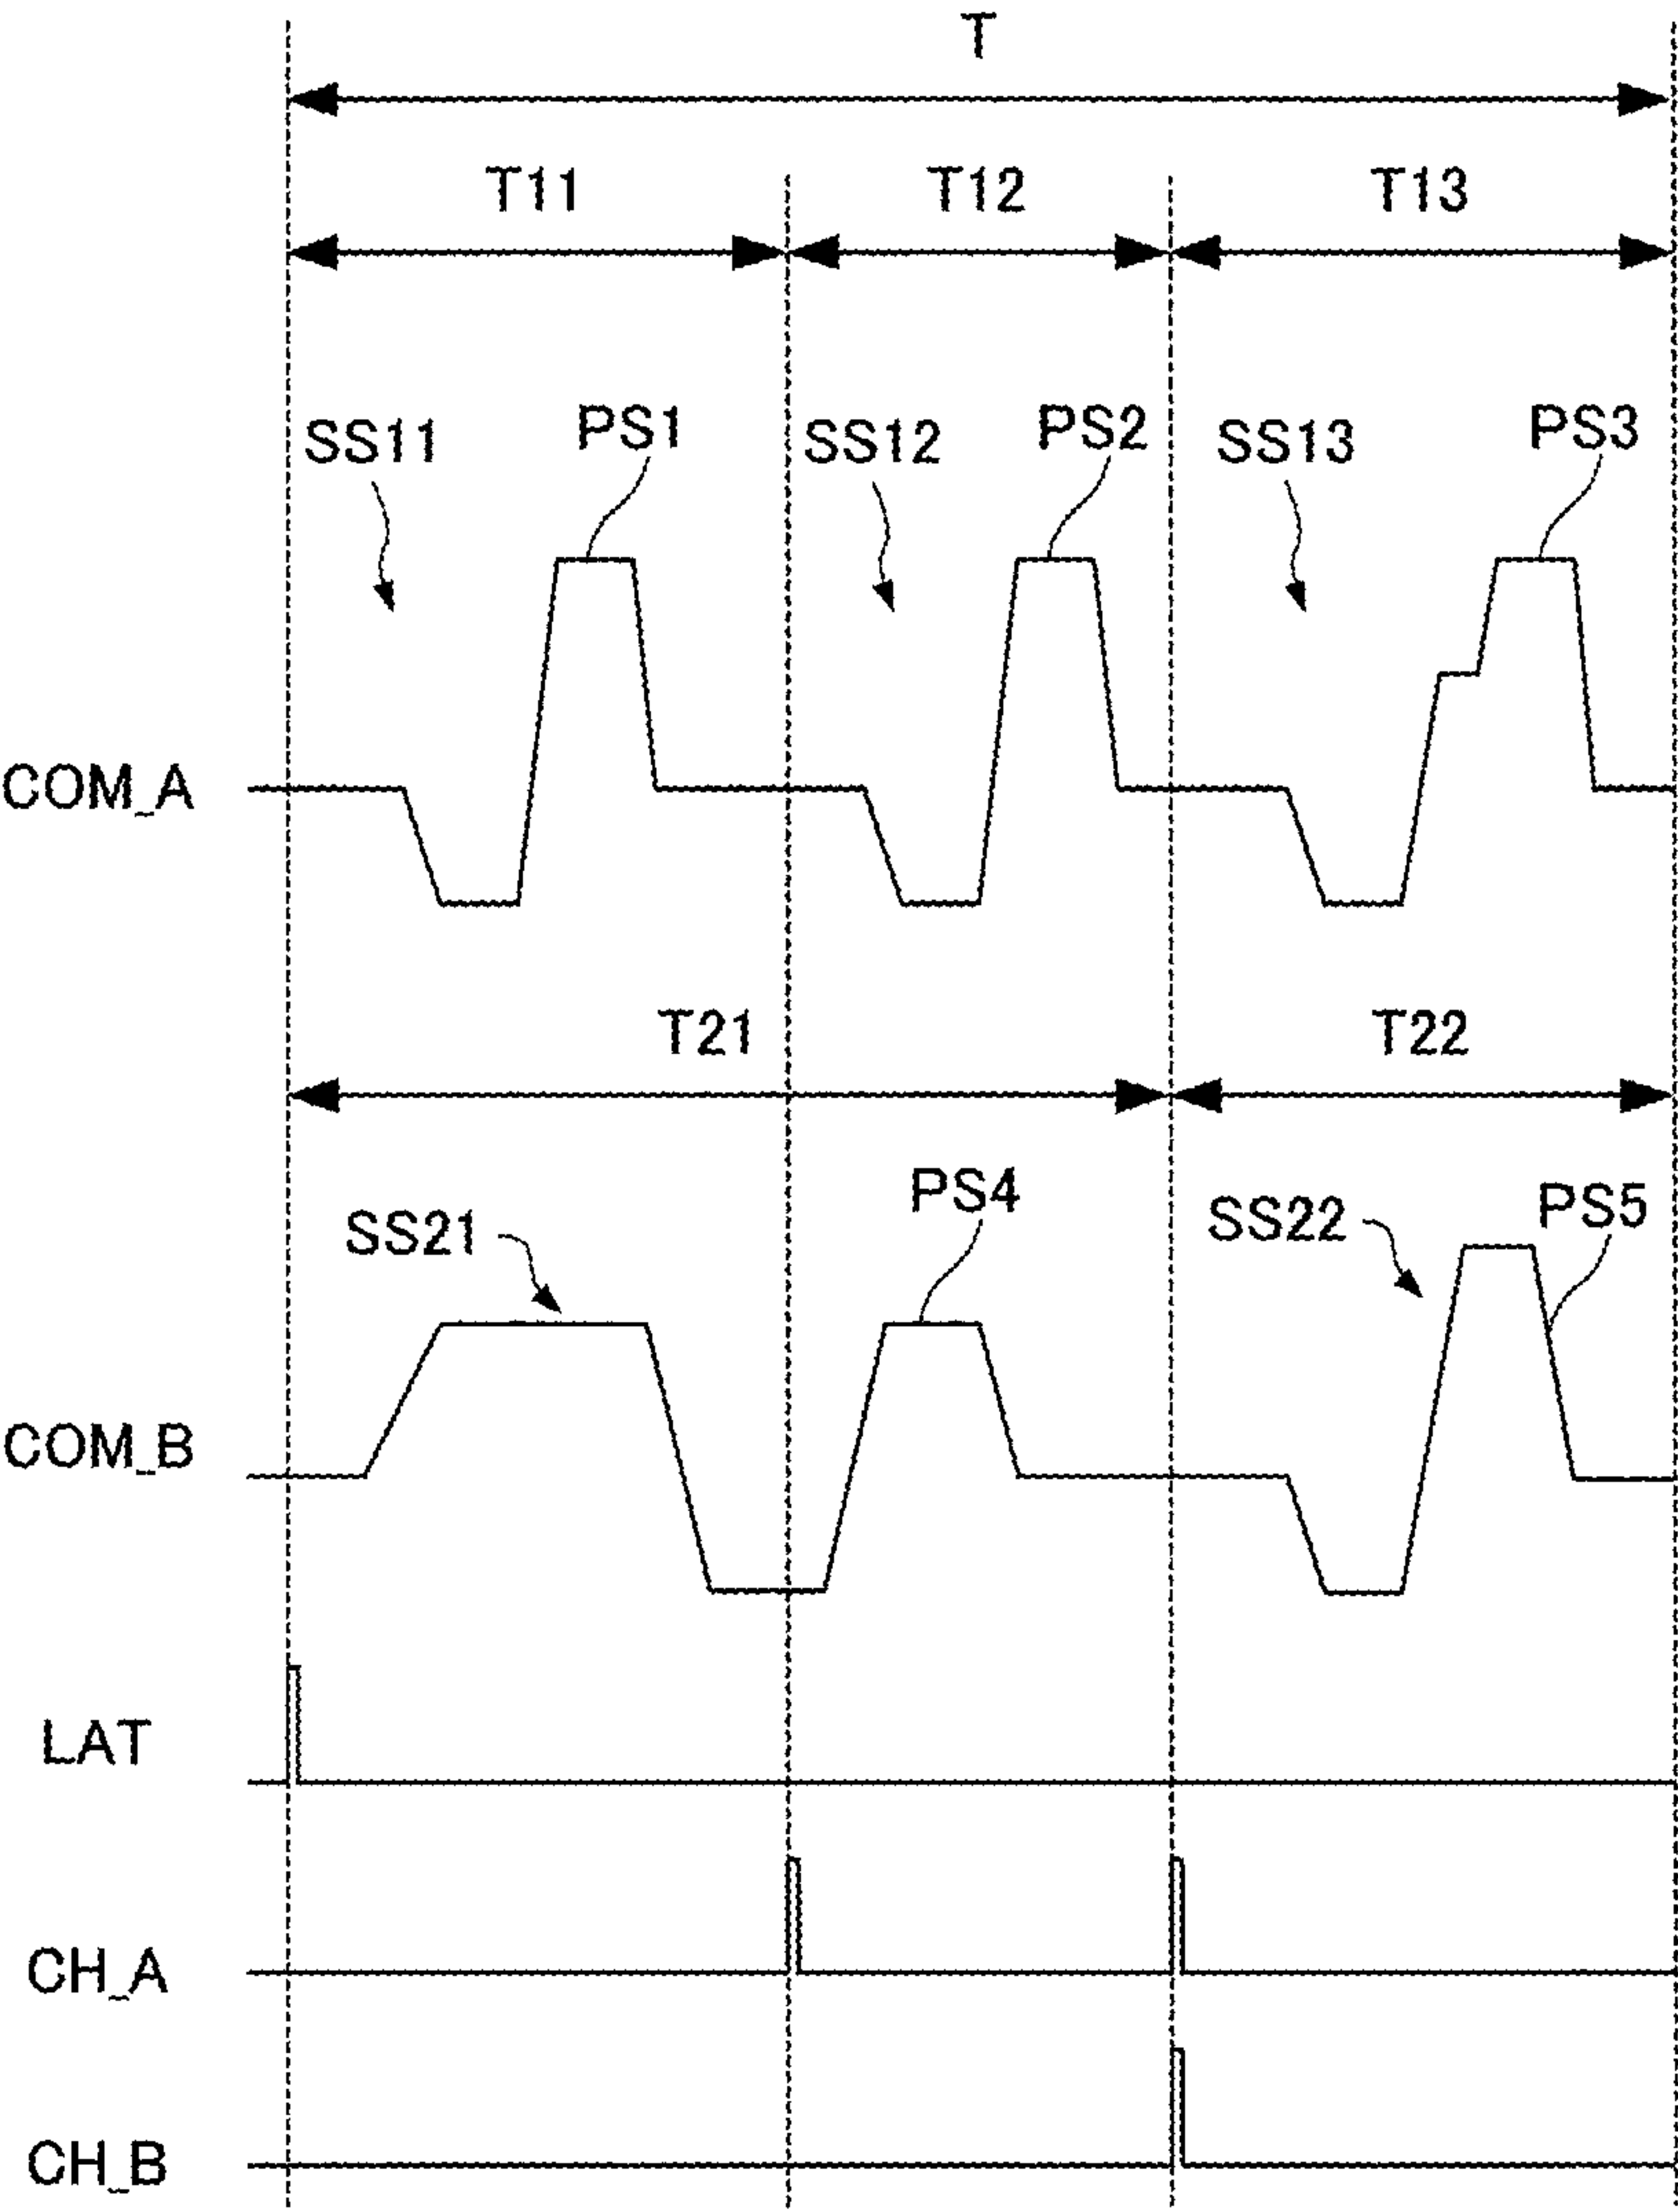 T
T11 T12 T13
SS11 PS1 SS12 PS2 SS13 PS3
COM_A
T21 T22
SS21 PS4 SS22 PS5
COM_B
LAT
CH_A
CH_B